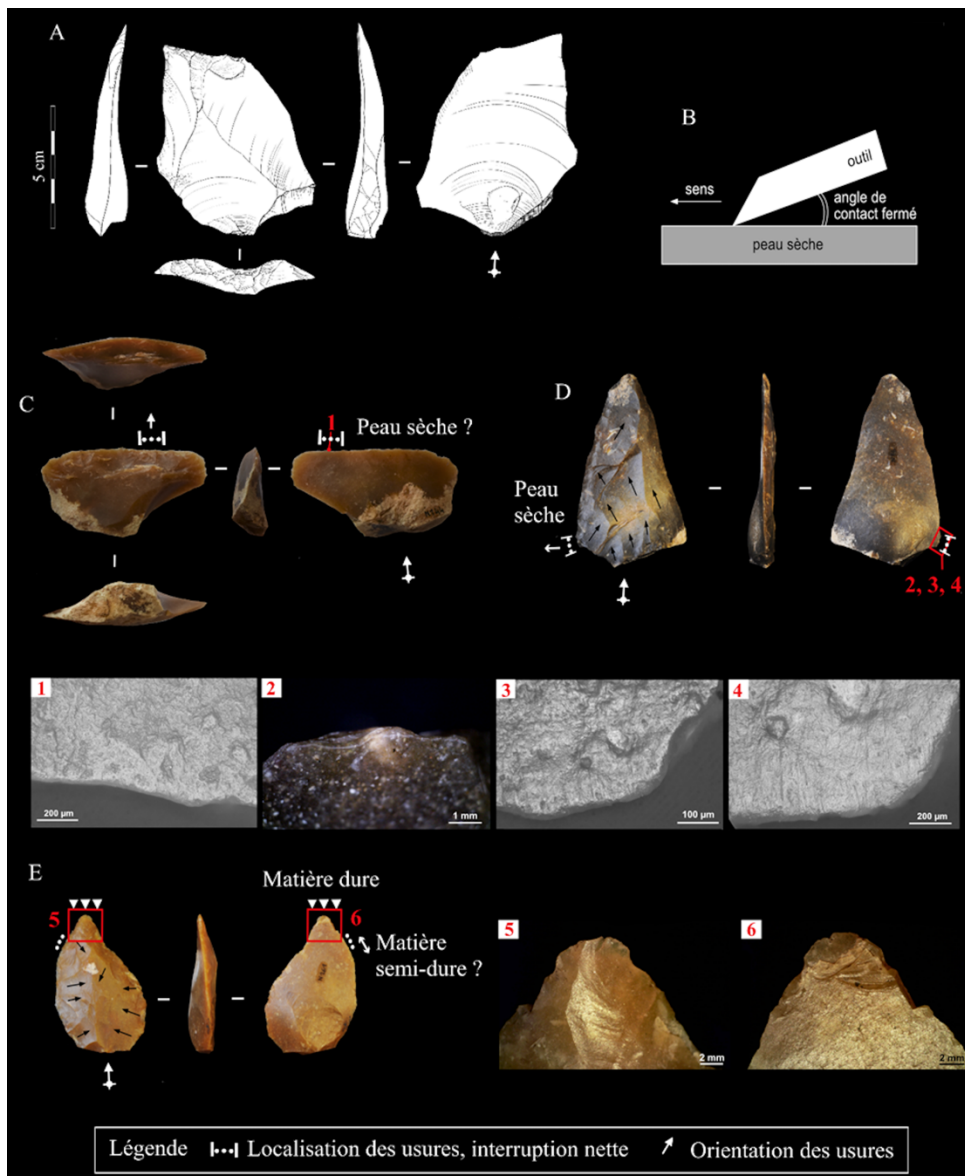 A
5 cm
B
outil
sens
angle de
contact fermé
peau sèche
C
1
Peau sèche ?
D
Peau
sèche
2, 3, 4
1
200 µm
2
1 mm
3
100 µm
4
200 µm
E
Matière dure
5
6
Matière
semi-dure ?
5
2 mm
6
2 mm
Légende
Localisation des usures, interruption nette
Orientation des usures